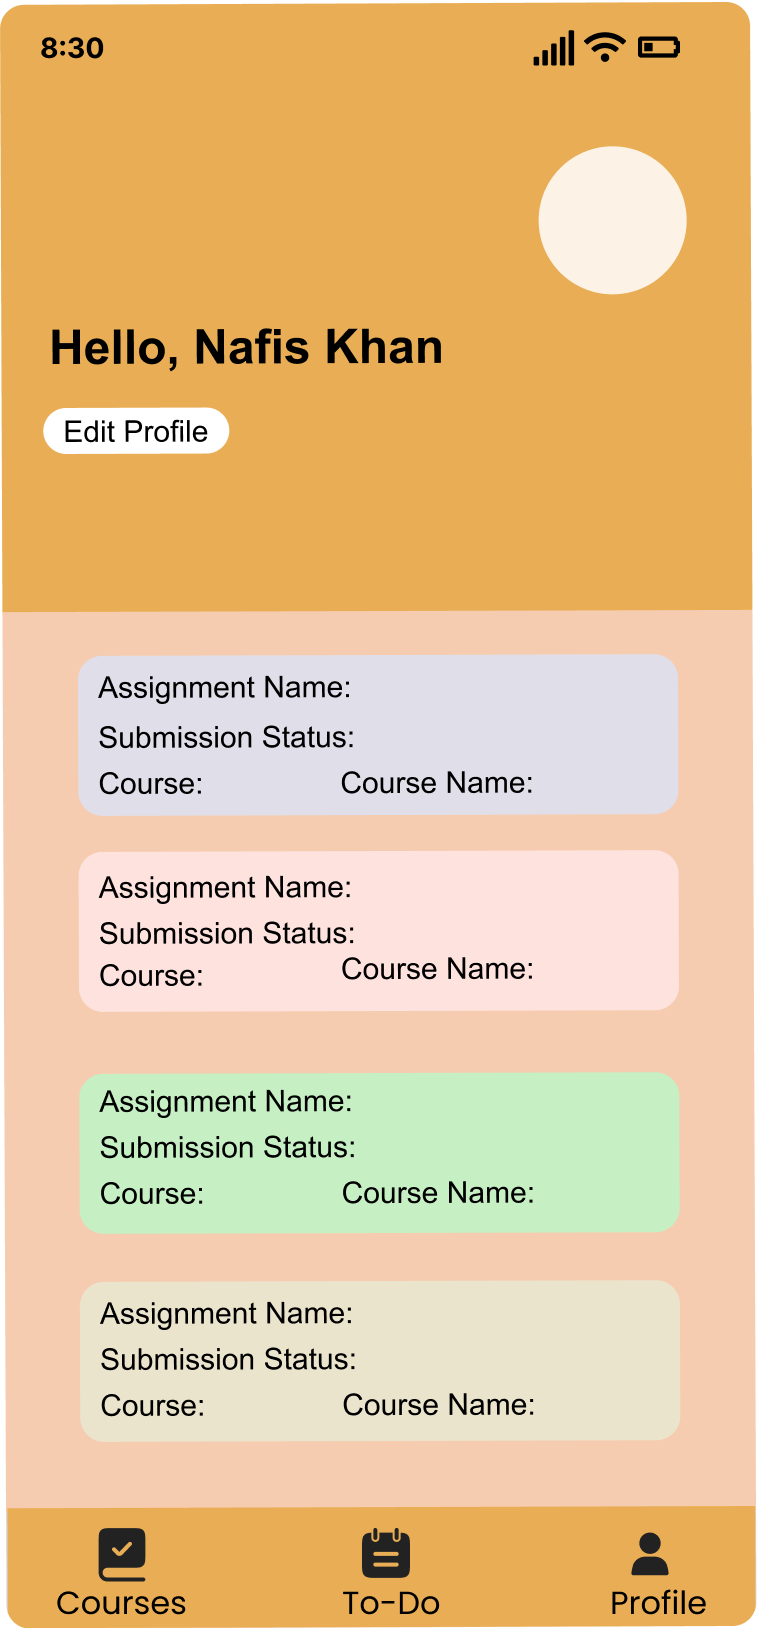 8:30
Hello, Nafis Khan
Edit Profile
Assignment Name:
Submission Status:
Course: Course Name:
Assignment Name:
Submission Status:
Course: Course Name:
Assignment Name:
Submission Status:
Course: Course Name:
Assignment Name:
Submission Status:
Course: Course Name:
Courses To-Do Profile